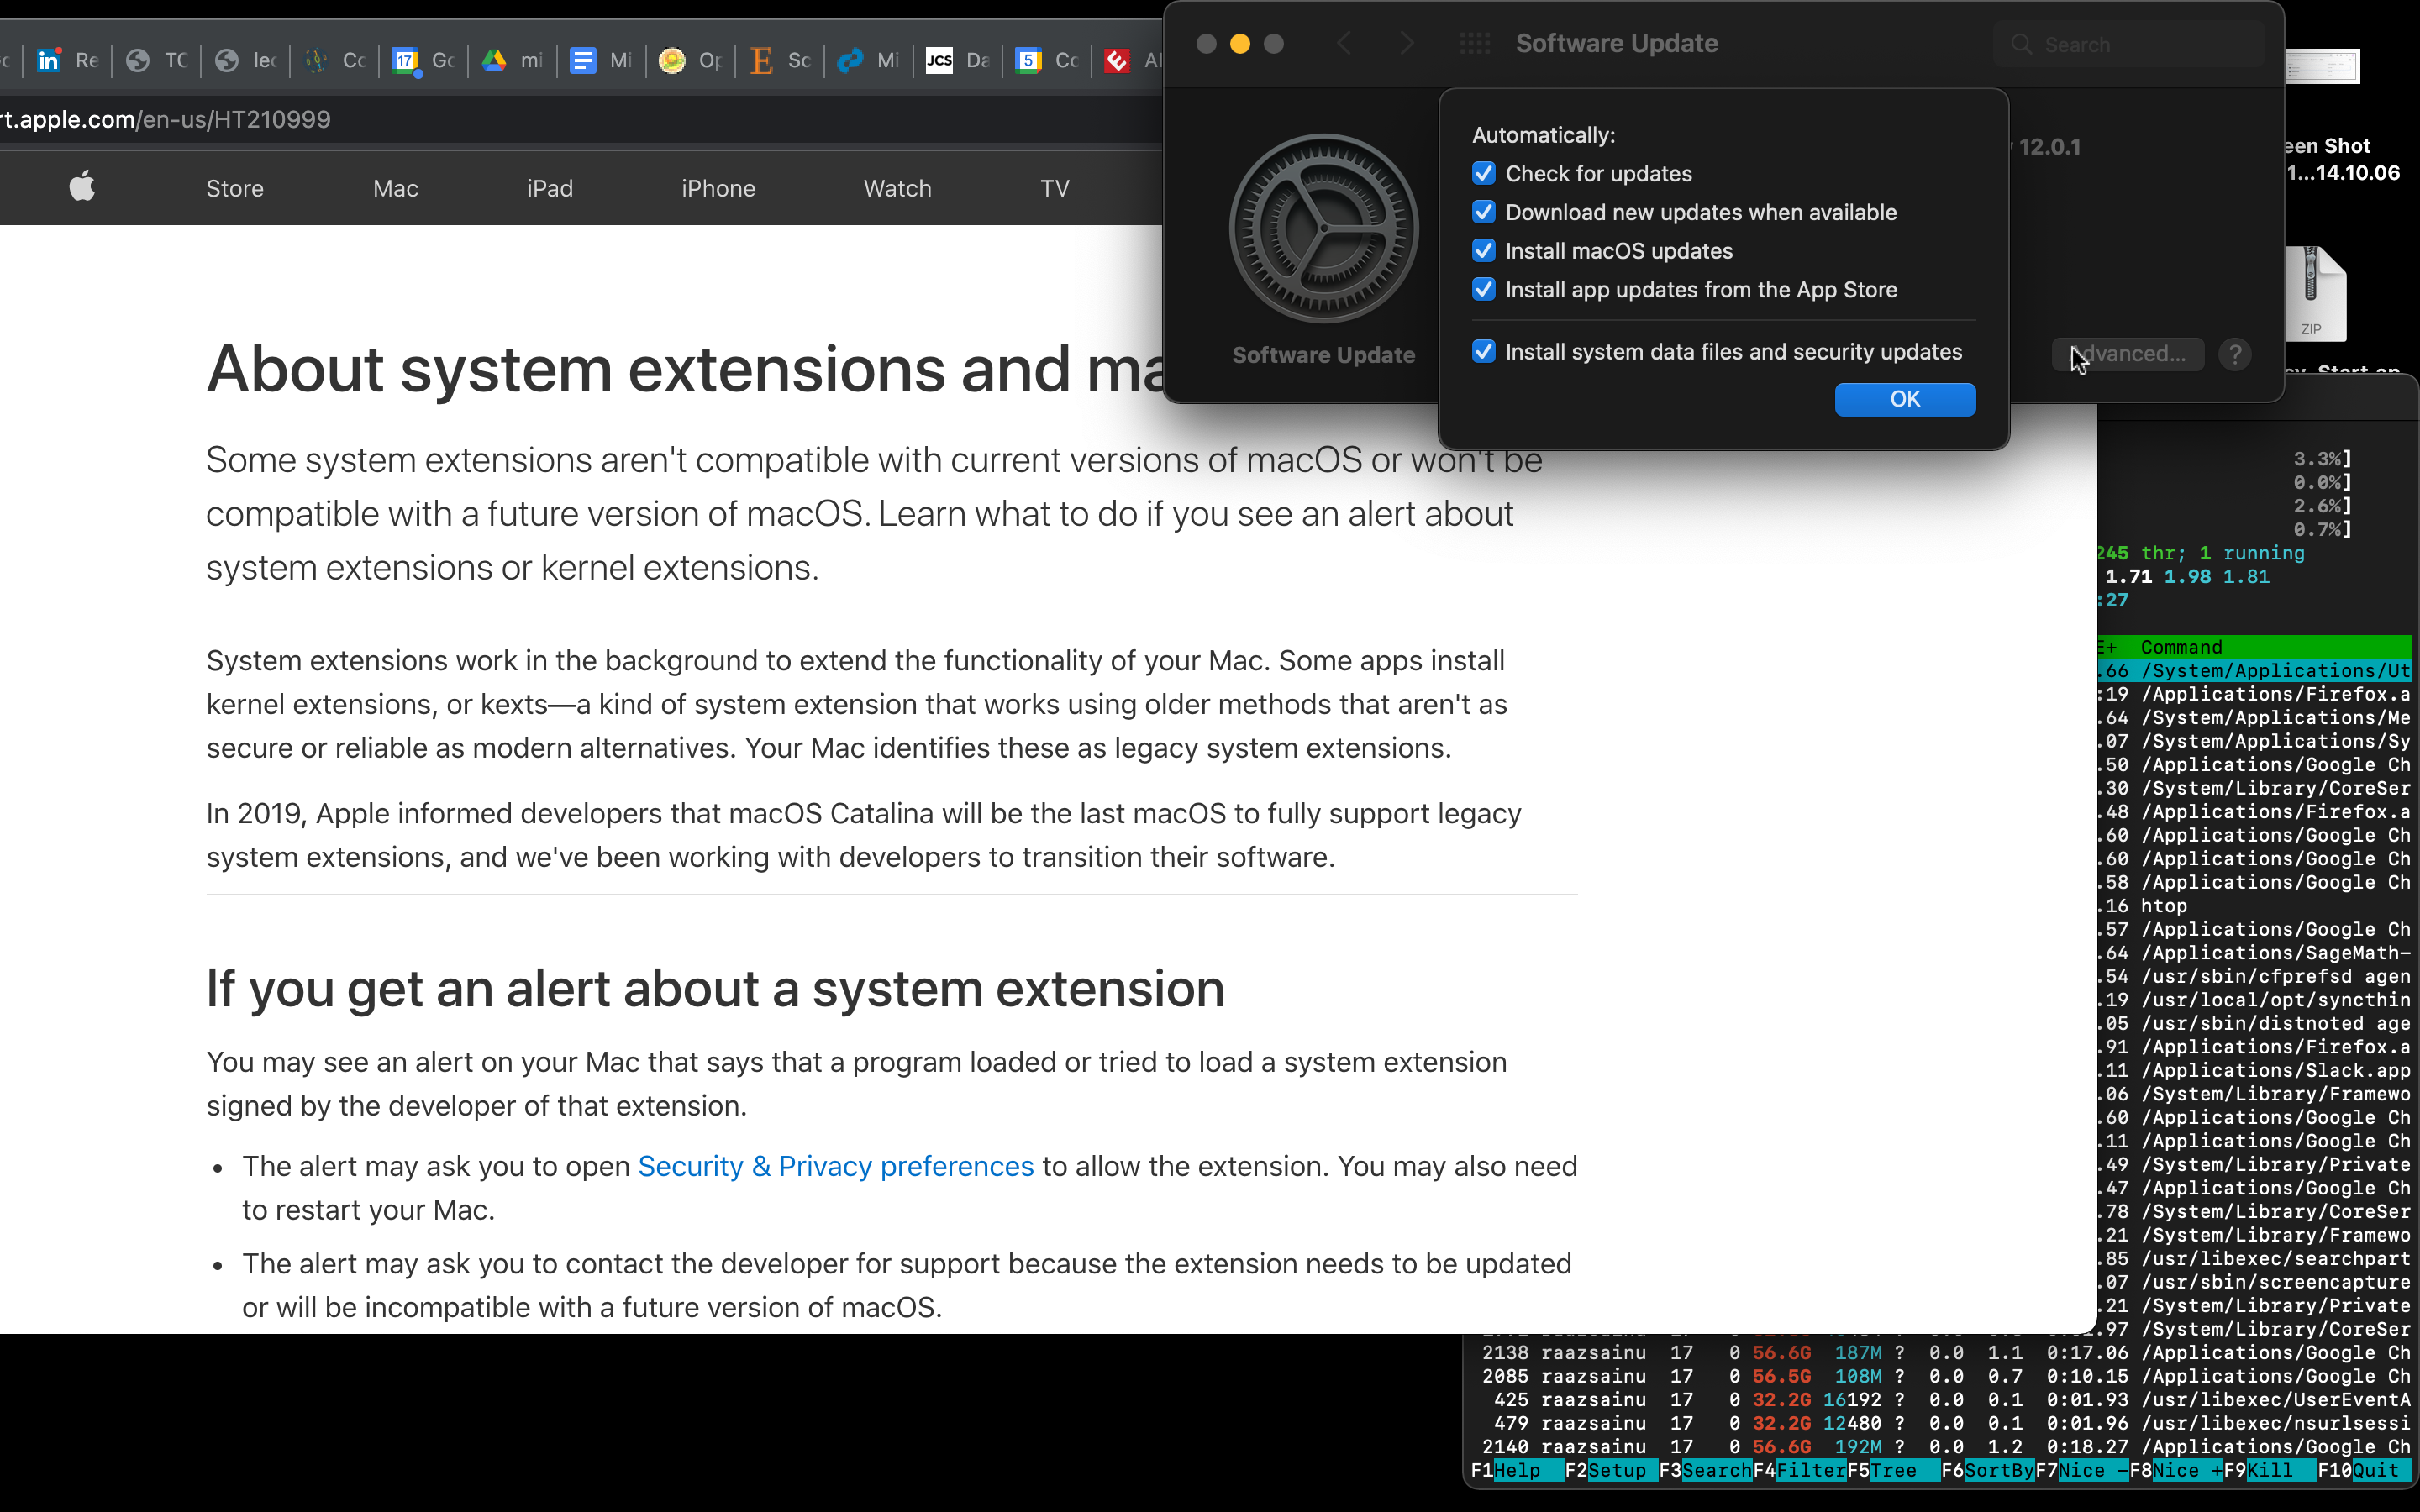 Re
TC
Cc
Gc
mi
Mi
Op
Sc
Mi
JCS
Da
Cc
rt.apple.com/en-us/HT210999
Store
Mac
iPad
iPhone
Watch
TV
About system extensions and ma
Some system extensions aren't compatible with current versions of macOS or won't be
compatible with a future version of macOS. Learn what to do if you see an alert about
system extensions or kernel extensions.
System extensions work in the background to extend the functionality of your Mac. Some apps install
kernel extensions, or kexts—a kind of system extension that works using older methods that aren't as
secure or reliable as modern alternatives. Your Mac identifies these as legacy system extensions.
In 2019, Apple informed developers that macOS Catalina will be the last macOS to fully support legacy
system extensions, and we've been working with developers to transition their software.
If you get an alert about a system extension
You may see an alert on your Mac that says that a program loaded or tried to load a system extension
signed by the developer of that extension.
• The alert may ask you to open Security & Privacy preferences to allow the extension. You may also need
to restart your Mac.
• The alert may ask you to contact the developer for support because the extension needs to be updated
or will be incompatible with a future version of macOS.
Software Update
Search
Software Update
12.0.1
Automatically:
Check for updates
Download new updates when available
Install macOS updates
Install app updates from the App Store
Install system data files and security updates
OK
Advanced...
?
een Shot
1...14.10.06
ZIP
3.3%]
0.0%]
2.6%]
0.7%]
245 thr; 1 running
1.71 1.98 1.81
:27
E+ Command
.66 /System/Applications/Ut
:19 /Applications/Firefox.a
.64 /System/Applications/Me
.07 /System/Applications/Sy
.50 /Applications/Google Ch
.30 /System/Library/CoreSer
.48 /Applications/Firefox.a
.60 /Applications/Google Ch
.60 /Applications/Google Ch
.58 /Applications/Google Ch
.16 htop
.57 /Applications/Google Ch
.64 /Applications/SageMath-
.54 /usr/sbin/cfprefsd agen
.19 /usr/local/opt/syncthin
.05 /usr/sbin/distnoted age
.91 /Applications/Firefox.a
.11 /Applications/Slack.app
.06 /System/Library/Framewo
.60 /Applications/Google Ch
.11 /Applications/Google Ch
.49 /System/Library/Private
.47 /Applications/Google Ch
.78 /System/Library/CoreSer
.21 /System/Library/Framewo
.85 /usr/libexec/searchpart
.07 /usr/sbin/screencapture
.21 /System/Library/Private
.97 /System/Library/CoreSer
2138 raazsainu 17 0 56.6G 187M ? 0.0 1.1 0:17.06 /Applications/Google Ch
2085 raazsainu 17 0 56.5G 108M ? 0.0 0.7 0:10.15 /Applications/Google Ch
425 raazsainu 17 0 32.2G 16192 ? 0.0 0.1 0:01.93 /usr/libexec/UserEventA
479 raazsainu 17 0 32.2G 12480 ? 0.0 0.1 0:01.96 /usr/libexec/nsurlsessi
2140 raazsainu 17 0 56.6G 192M ? 0.0 1.2 0:18.27 /Applications/Google Ch
F1Help F2Setup F3SearchF4FilterF5Tree F6SortByF7Nice -F8Nice +F9Kill F10Quit